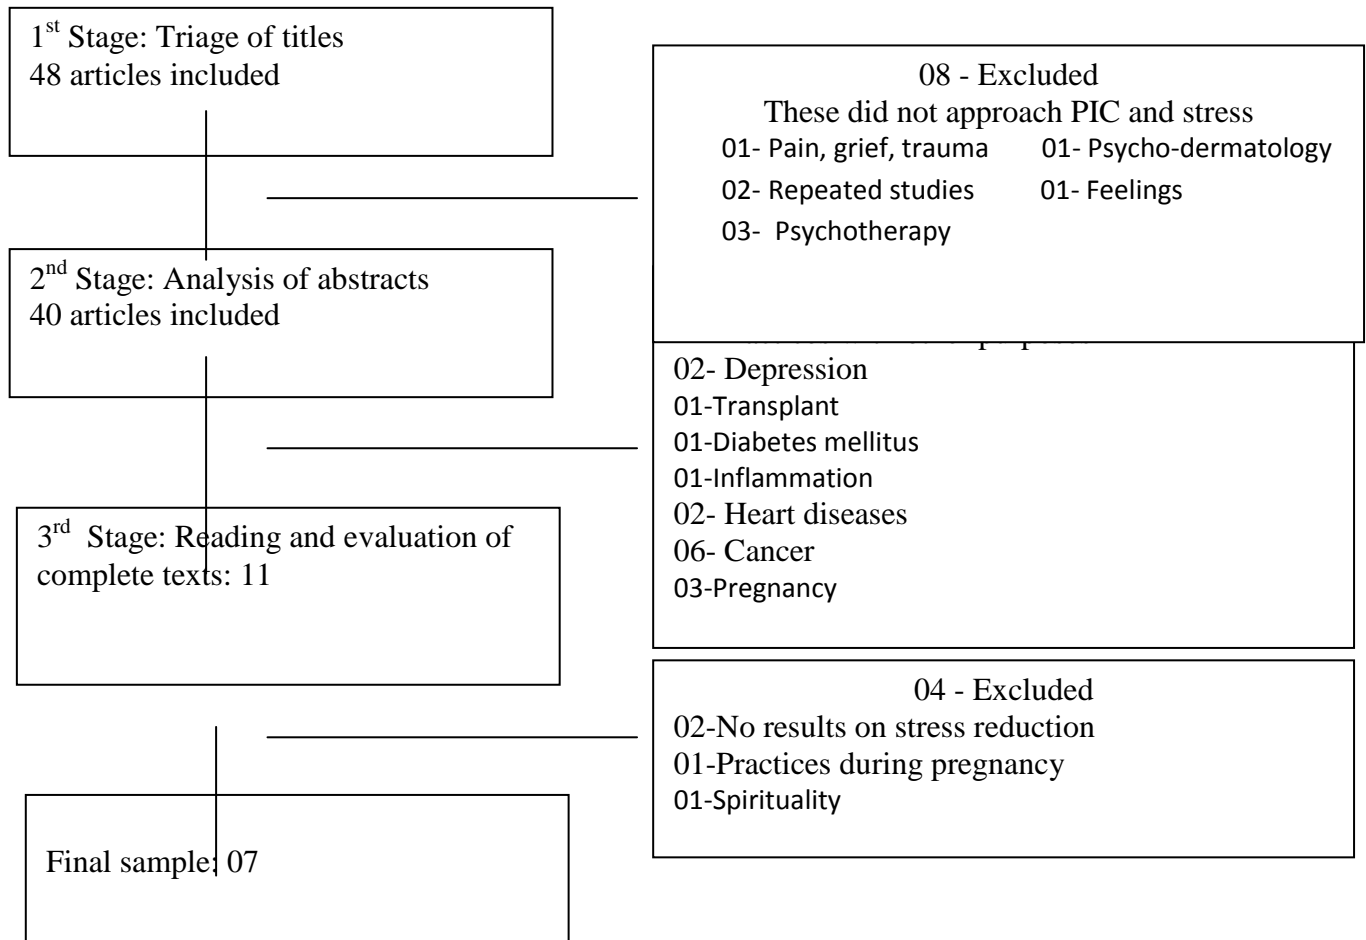 1st Stage: Triage of titles
48 articles included
08 - Excluded
These did not approach PIC and stress
01- Pain, grief, trauma 01- Psycho-dermatology
02- Repeated studies 01- Feelings
03- Psychotherapy
2nd Stage: Analysis of abstracts
40 articles included
02- Depression
01-Transplant
01-Diabetes mellitus
01-Inflammation
02- Heart diseases
06- Cancer
03-Pregnancy
3rd Stage: Reading and evaluation of
complete texts: 11
04 - Excluded
02-No results on stress reduction
01-Practices during pregnancy
01-Spirituality
Final sample: 07